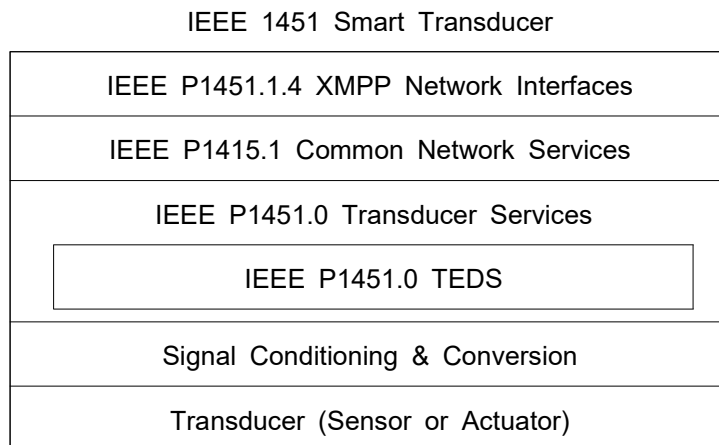 IEEE 1451 Smart Transducer
IEEE P1451.1.4 XMPP Network Interfaces
IEEE P1415.1 Common Network Services
IEEE P1451.0 Transducer Services
IEEE P1451.0 TEDS
Signal Conditioning & Conversion
Transducer (Sensor or Actuator)